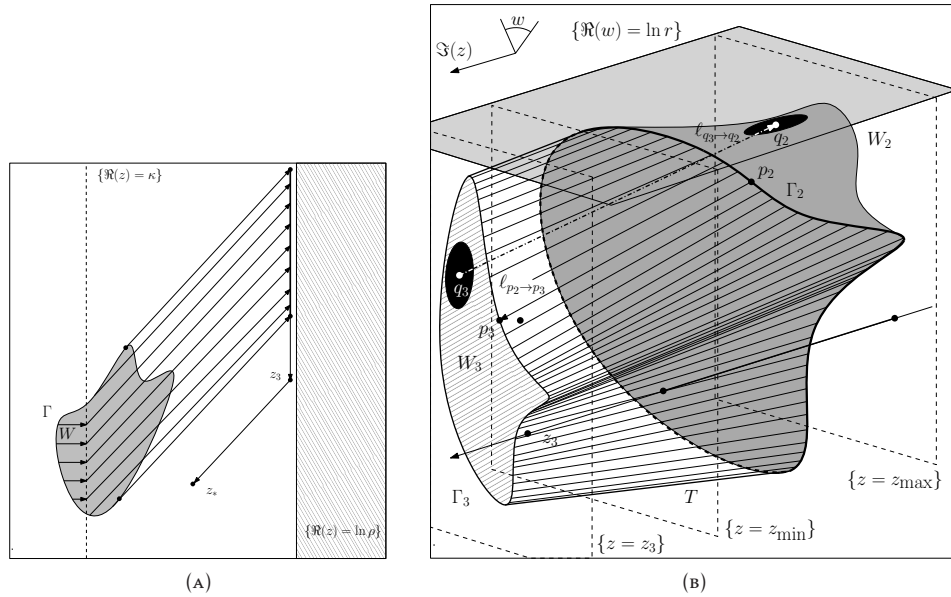 {ℜ(z) = κ}
Γ
W
z₃
z_*
{ℜ(z) = ln ρ}
(A)
w
ℑ(z)
{ℜ(w) = ln r}
ℓ_{q₃→q₂}
q₂
W₂
p₂
Γ₂
q₃
ℓ_{p₂→p₃}
p₃
W₃
z₃
Γ₃
T
{z = z_max}
{z = z_min}
{z = z₃}
(B)